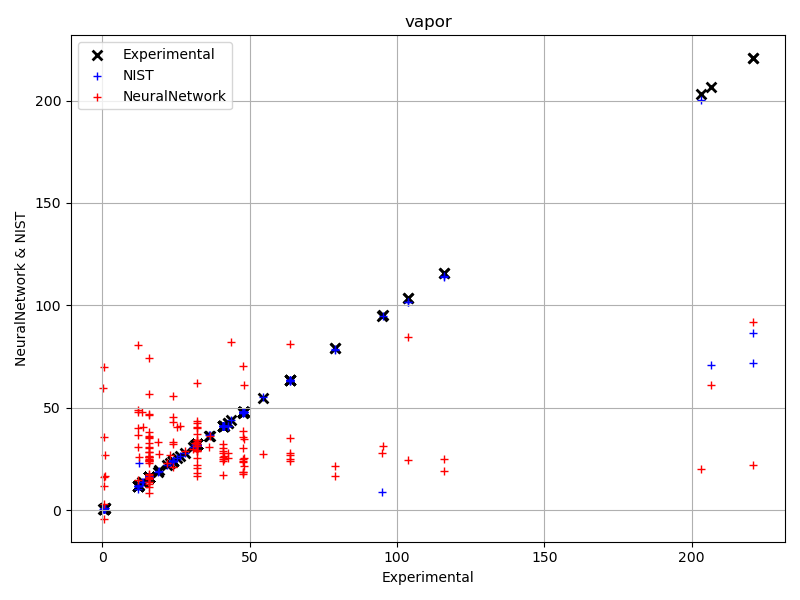 vapor
Experimental
NIST
NeuralNetwork
NeuralNetwork & NIST
200
150
100
50
0
0 50 100 150 200
Experimental